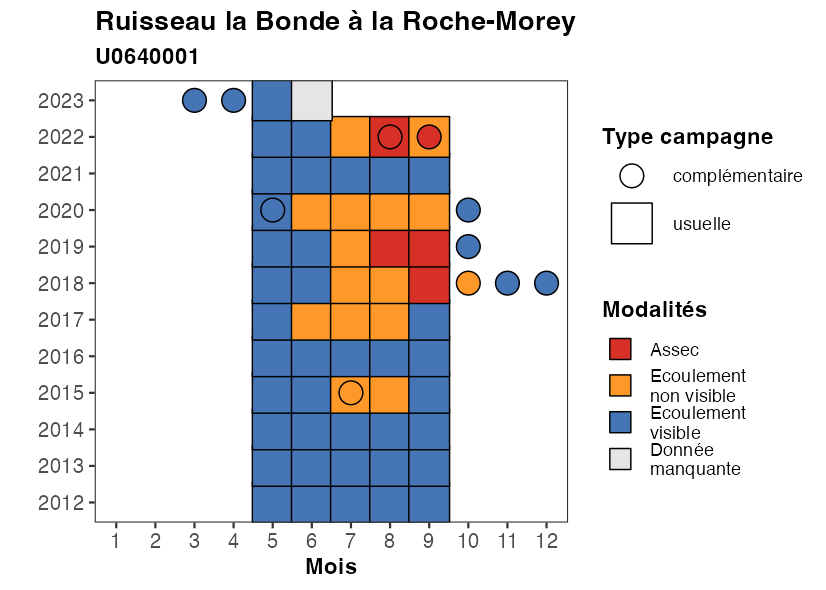 Ruisseau la Bonde à la Roche-Morey
U0640001
2023
2022
2021
2020
2019
2018
2017
2016
2015
2014
2013
2012
1 2 3 4 5 6 7 8 9 10 11 12
Mois
Type campagne
complémentaire
usuelle
Modalités
Assec
Ecoulement
non visible
Ecoulement
visible
Donnée
manquante